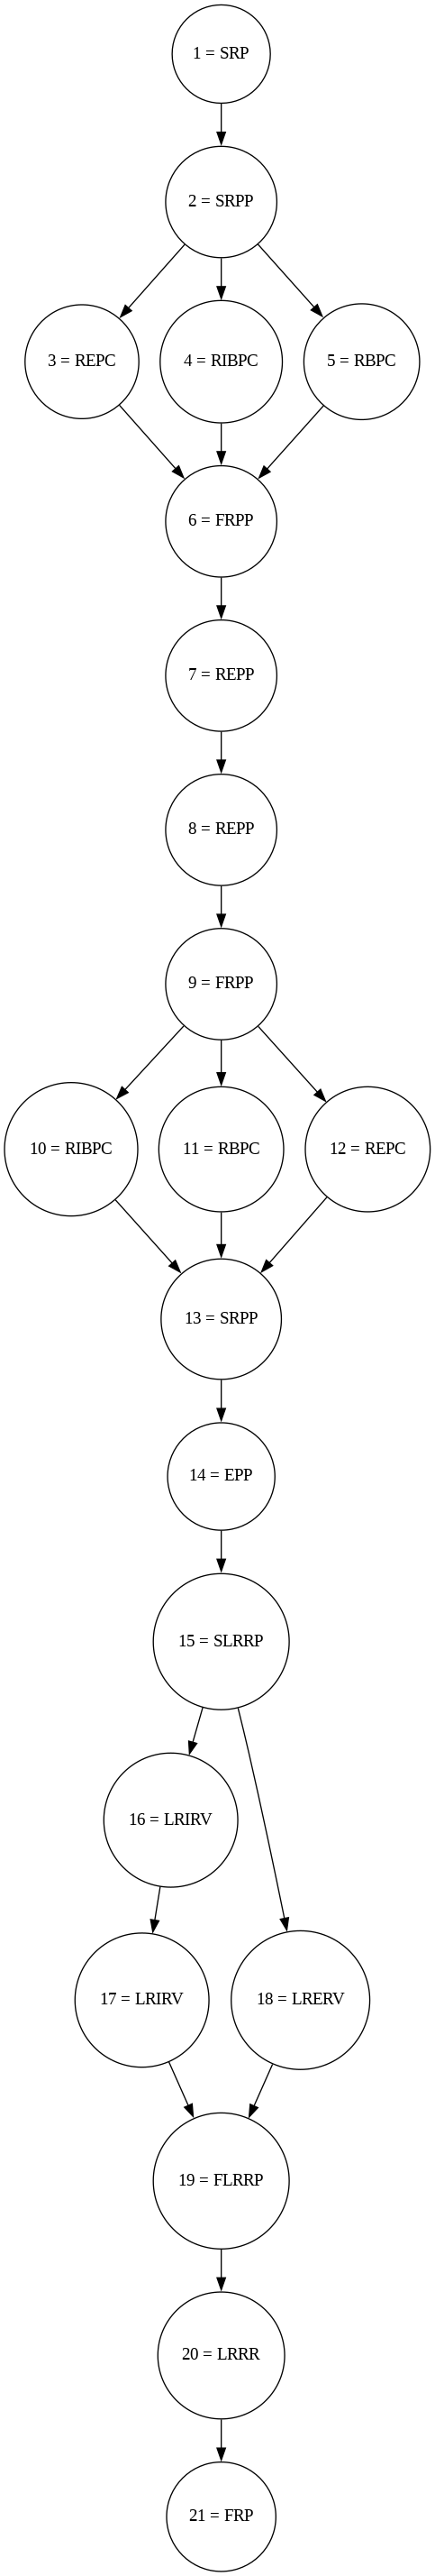 1 = SRP
2 = SRPP
3 = REPC
4 = RIBPC
5 = RBPC
6 = FRPP
7 = REPP
8 = REPP
9 = FRPP
10 = RIBPC
11 = RBPC
12 = REPC
13 = SRPP
14 = EPP
15 = SLRRP
16 = LRIRV
17 = LRIRV
18 = LRERV
19 = FLRRP
20 = LRRR
21 = FRP